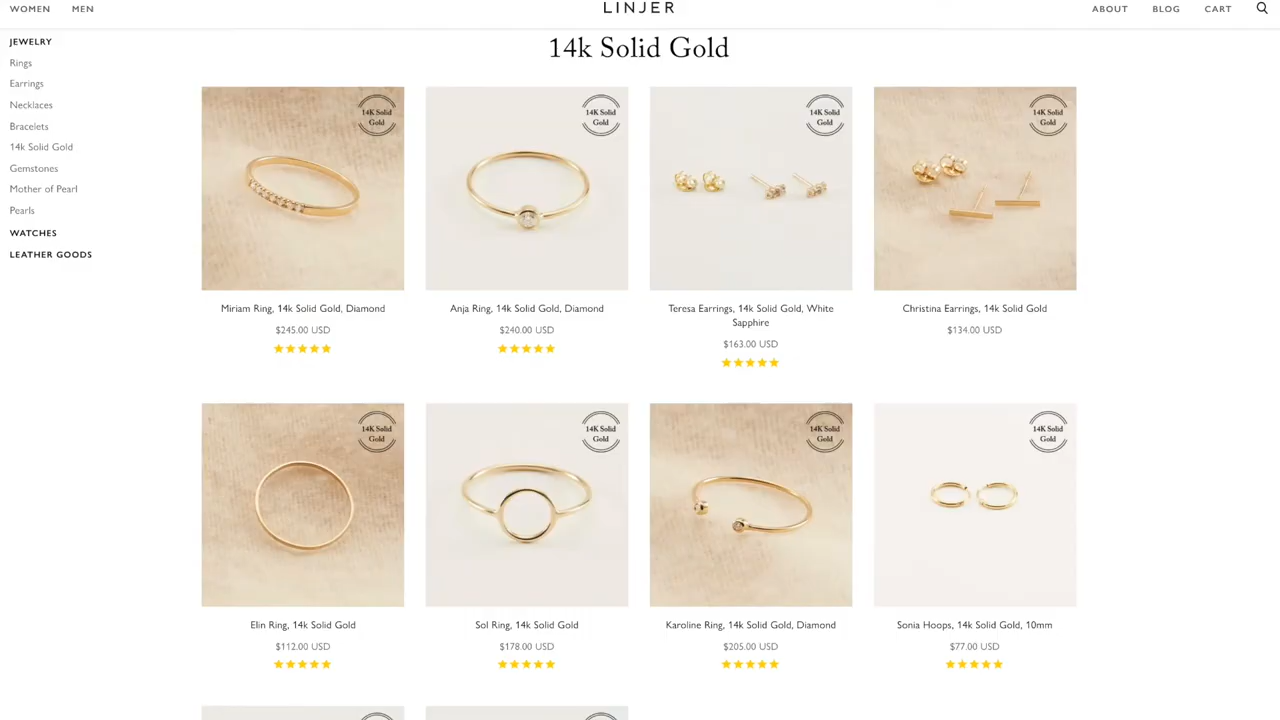 WOMEN MEN LINJER ABOUT BLOG CART
JEWELRY
Rings
Earrings
Necklaces
Bracelets
14k Solid Gold
Gemstones
Mother of Pearl
Pearls
WATCHES
LEATHER GOODS
14k Solid Gold
14K Solid
Gold
14K Solid
Gold
14K Solid
Gold
14K Solid
Gold
Miriam Ring, 14k Solid Gold, Diamond
$245.00 USD
Anja Ring, 14k Solid Gold, Diamond
$240.00 USD
Teresa Earrings, 14k Solid Gold, White
Sapphire
$163.00 USD
Christina Earrings, 14k Solid Gold
$134.00 USD
14K Solid
Gold
14K Solid
Gold
14K Solid
Gold
14K Solid
Gold
Elin Ring, 14k Solid Gold
$112.00 USD
Sol Ring, 14k Solid Gold
$178.00 USD
Karoline Ring, 14k Solid Gold, Diamond
$205.00 USD
Sonia Hoops, 14k Solid Gold, 10mm
$77.00 USD